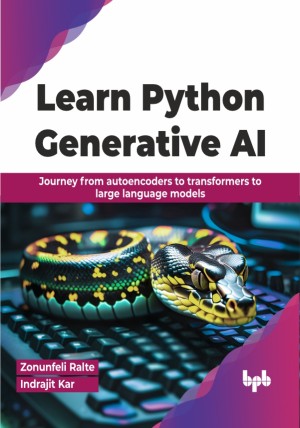 Learn Python
Generative AI
Journey from autoencoders to transformers to
large language models
Zonunfeli Ralte
Indrajit Kar
bpb